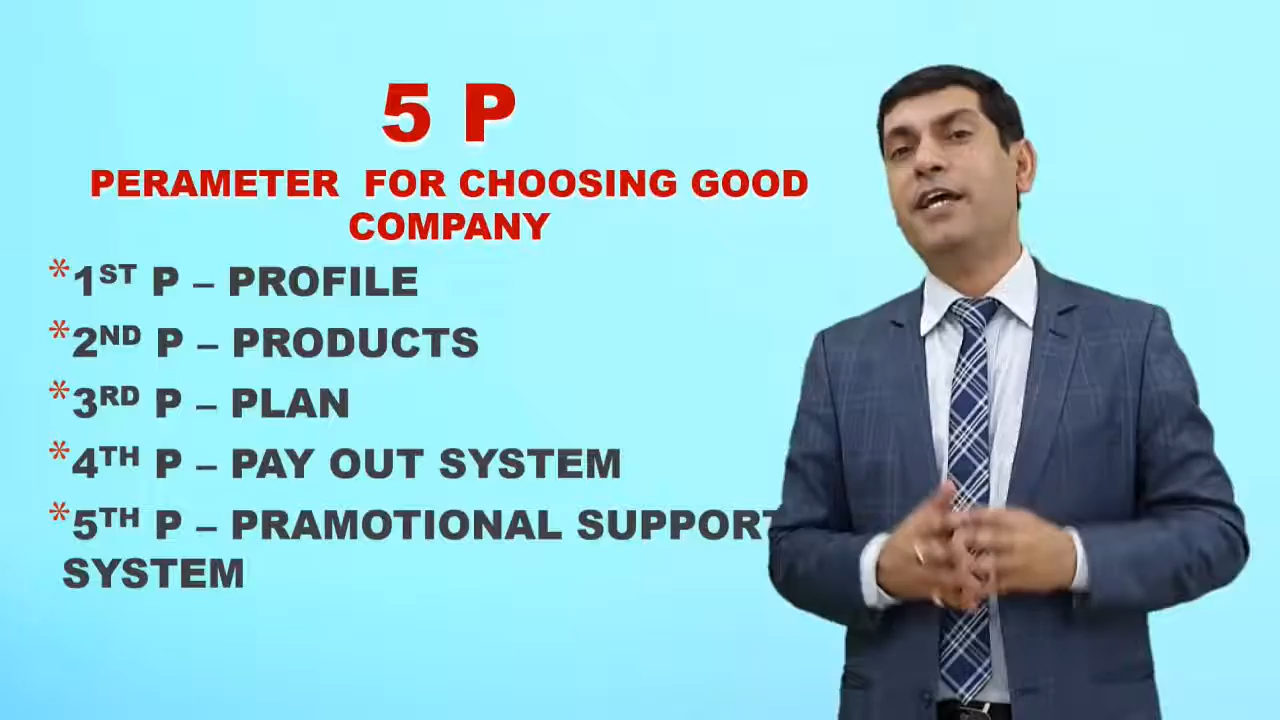 5 P
PERAMETER FOR CHOOSING GOOD
COMPANY
*1ST P – PROFILE
*2ND P – PRODUCTS
*3RD P – PLAN
*4TH P – PAY OUT SYSTEM
*5TH P – PRAMOTIONAL SUPPORT
SYSTEM